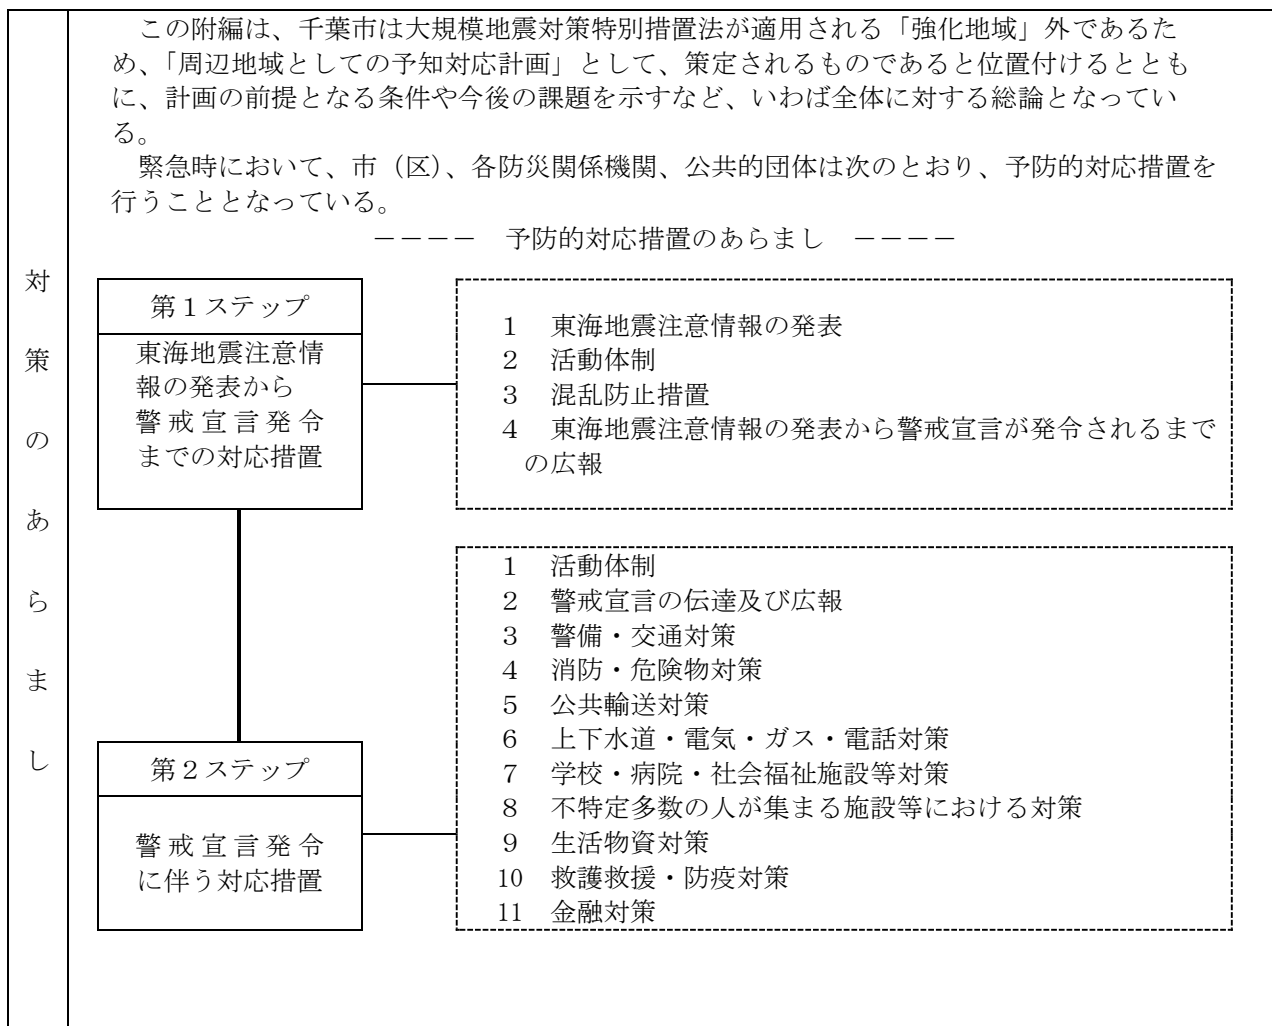 この附編は、千葉市は大規模地震対策特別措置法が適用される「強化地域」外であるた
め、「周辺地域としての予知対応計画」として、策定されるものであると位置付けるととも
に、計画の前提となる条件や今後の課題を示すなど、いわば全体に対する総論となってい
る。
緊急時において、市（区）、各防災関係機関、公共的団体は次のとおり、予防的対応措置を
行うこととなっている。
－－－－　予防的対応措置のあらまし　－－－－
対策のあらまし
第１ステップ
東海地震注意情
報の発表から
警戒宣言発令
までの対応措置
１　東海地震注意情報の発表
２　活動体制
３　混乱防止措置
４　東海地震注意情報の発表から警戒宣言が発令されるまで
の広報
第２ステップ
警戒宣言発令
に伴う対応措置
１　活動体制
２　警戒宣言の伝達及び広報
３　警備・交通対策
４　消防・危険物対策
５　公共輸送対策
６　上下水道・電気・ガス・電話対策
７　学校・病院・社会福祉施設等対策
８　不特定多数の人が集まる施設等における対策
９　生活物資対策
10　救護救援・防疫対策
11　金融対策